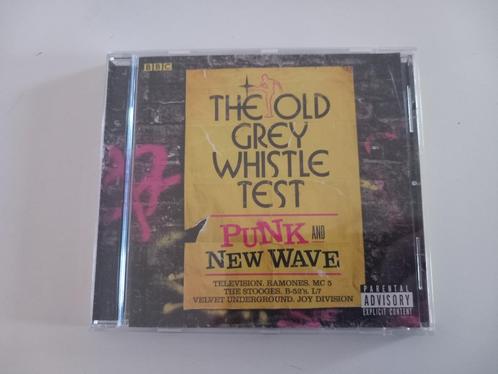 BBC
THE OLD
GREY
WHISTLE
TEST
PUNK AND
NEW WAVE
TELEVISION. RAMONES. MC 5
THE STOOGES. B-52's. L7
VELVET UNDERGROUND. JOY DIVISION
PARENTAL
ADVISORY
EXPLICIT CONTENT